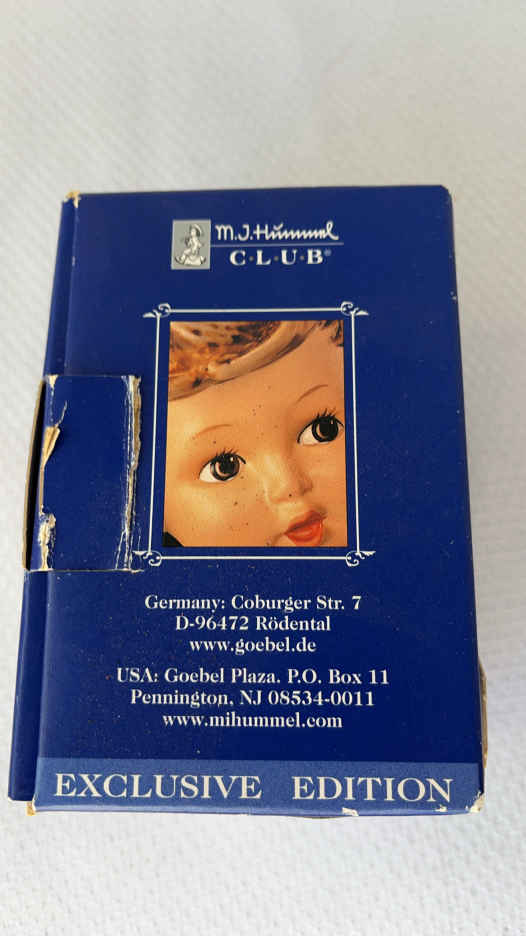 M.J.Hummel
C·L·U·B®
Germany: Coburger Str. 7
D-96472 Rödental
www.goebel.de
USA: Goebel Plaza. P.O. Box 11
Pennington, NJ 08534-0011
www.mihummel.com
EXCLUSIVE EDITION